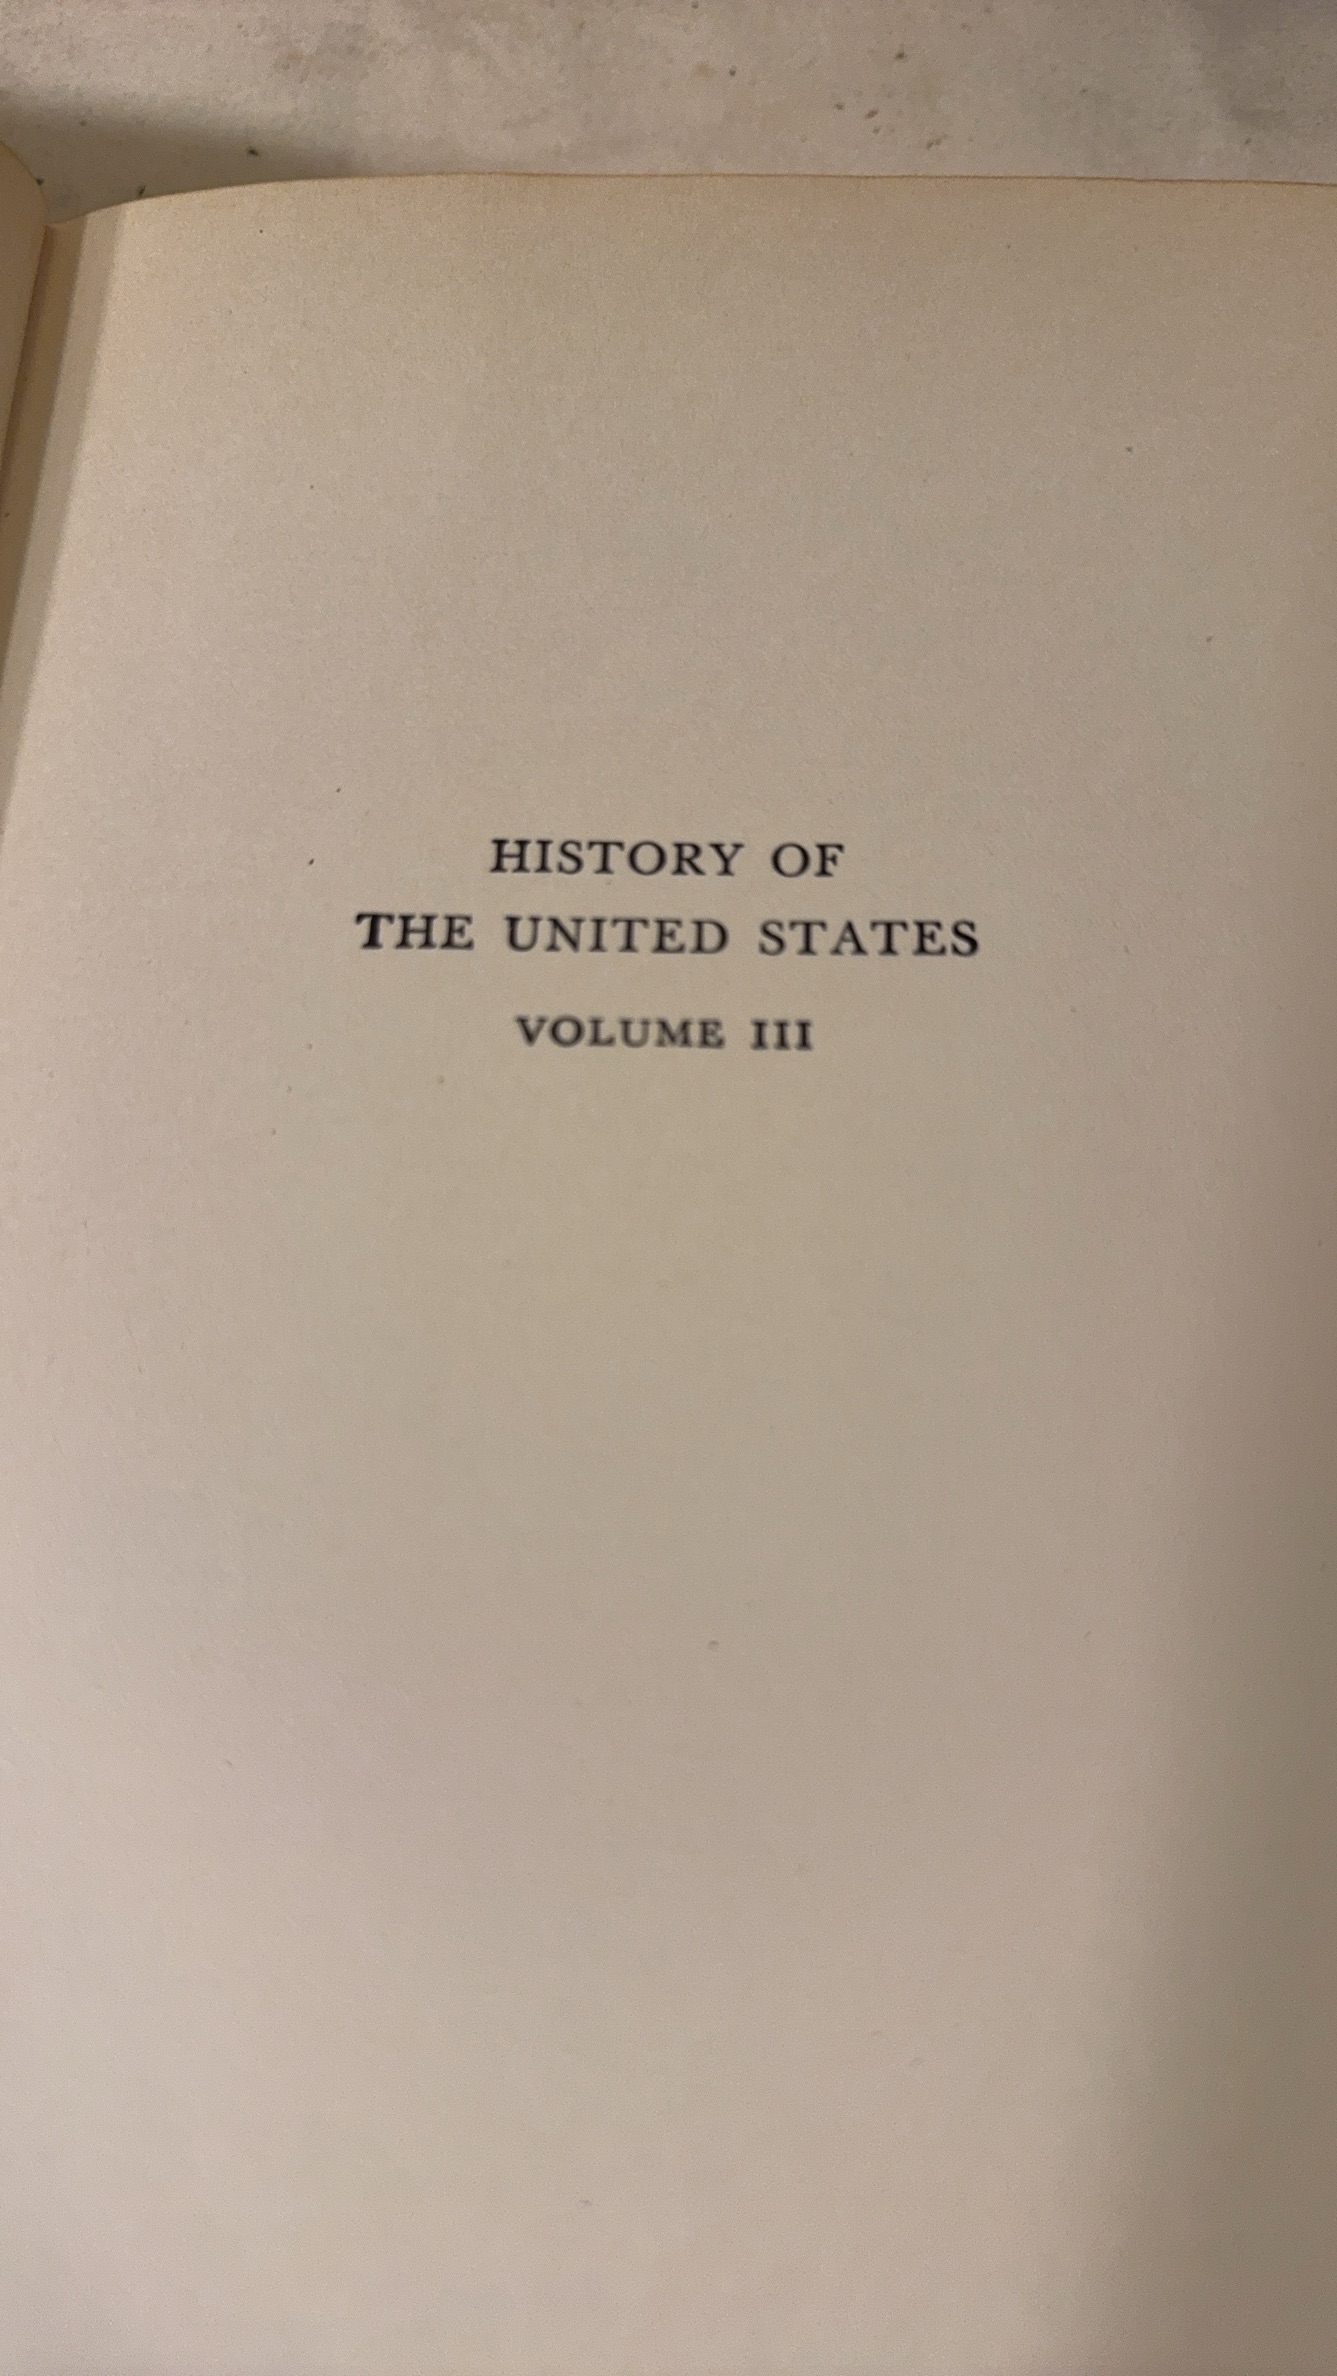 HISTORY OF
THE UNITED STATES
VOLUME III